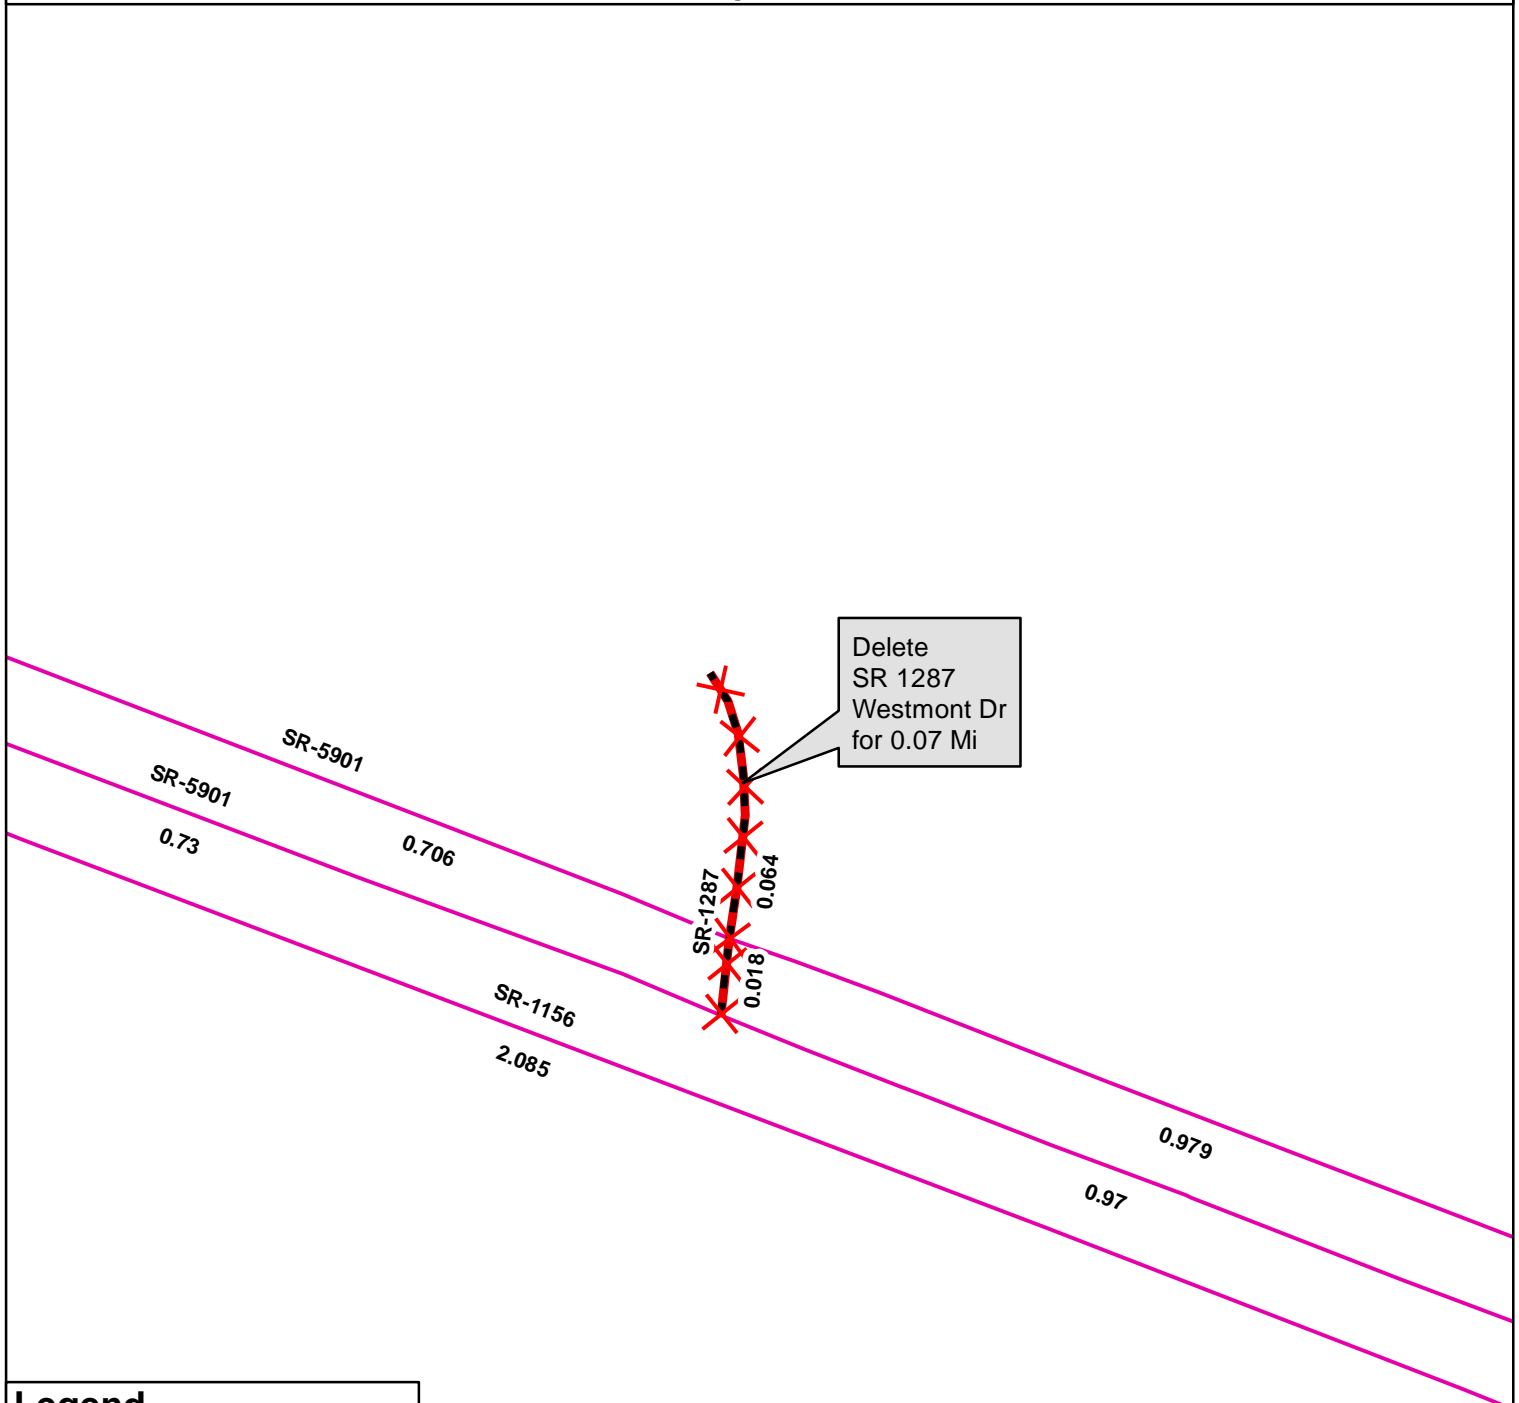 Delete
SR 1287
Westmont Dr
for 0.07 Mi
SR-5901
SR-5901
0.73
0.706
SR-1287
0.064
0.018
SR-1156
2.085
0.979
0.97
Legend